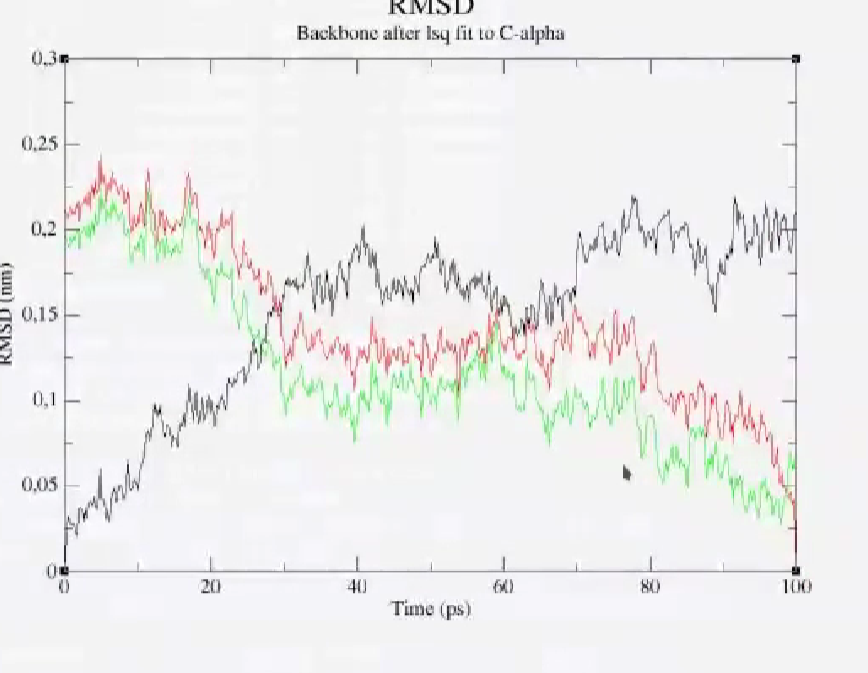 RMSD
Backbone after lsq fit to C-alpha
0,3
0,25
0,2
0,15
0,1
0,05
0
RMSD (nm)
0 20 40 60 80 100
Time (ps)